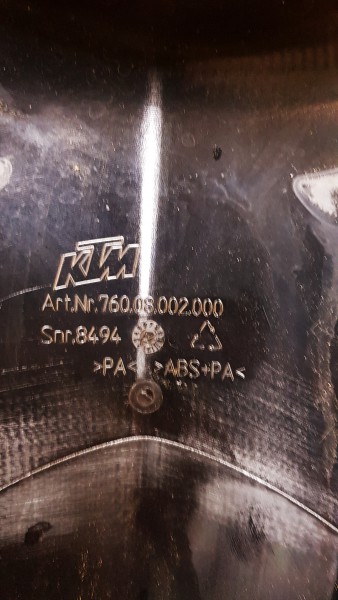 KTM
Art.Nr.760.08.002.000
Snr.8494
>PA< >ABS+PA<